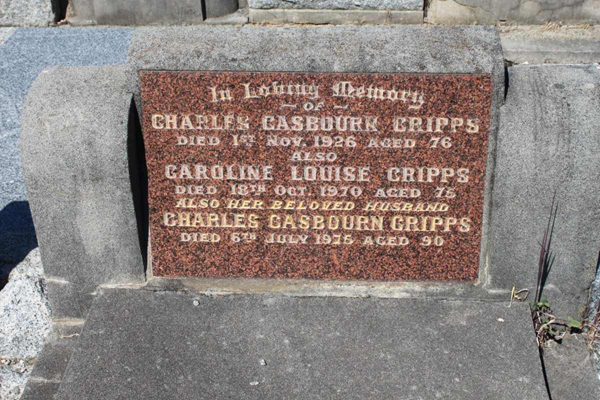 In Loving Memory
OF
CHARLES GASBOURN CRIPPS
DIED 1ST NOV. 1926 AGED 76
ALSO
CAROLINE LOUISE CRIPPS
DIED 18TH OCT. 1970 AGED 75
ALSO HER BELOVED HUSBAND
CHARLES GASBOURN CRIPPS
DIED 6TH JULY 1975 AGED 90